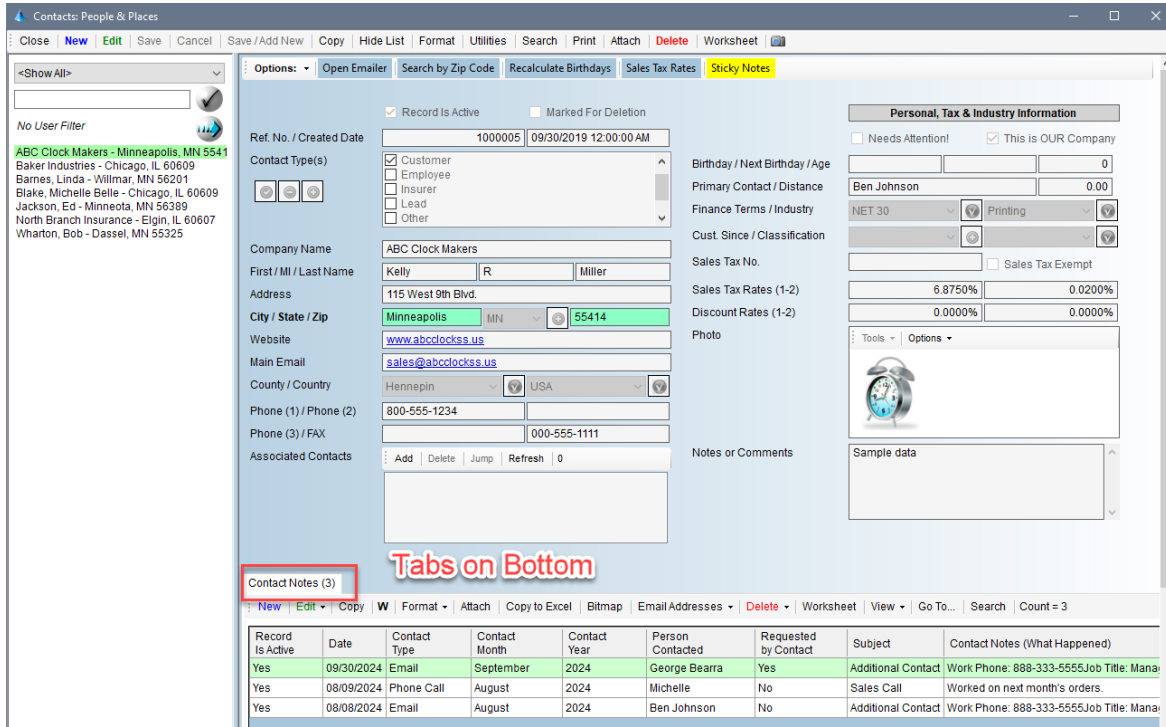 Contacts: People & Places
Close New Edit Save Cancel Save / Add New Copy Hide List Format Utilities Search Print Attach Delete Worksheet
<Show All>
No User Filter
ABC Clock Makers - Minneapolis, MN 5541
Baker Industries - Chicago, IL 60609
Barnes, Linda - Willmar, MN 56201
Blake, Michelle Belle - Chicago, IL 60609
Jackson, Ed - Minneota, MN 56389
North Branch Insurance - Elgin, IL 60607
Wharton, Bob - Dassel, MN 55325
Options: Open Emailer Search by Zip Code Recalculate Birthdays Sales Tax Rates Sticky Notes
Record Is Active Marked For Deletion
Ref. No. / Created Date 1000005 09/30/2019 12:00:00 AM
Contact Type(s)
Customer
Employee
Insurer
Lead
Other
Company Name ABC Clock Makers
First / MI / Last Name Kelly R Miller
Address 115 West 9th Blvd.
City / State / Zip Minneapolis MN 55414
Website www.abcclockss.us
Main Email sales@abcclockss.us
County / Country Hennepin USA
Phone (1) / Phone (2) 800-555-1234
Phone (3) / FAX 000-555-1111
Associated Contacts Add Delete Jump Refresh 0
Personal, Tax & Industry Information
Needs Attention! This is OUR Company
Birthday / Next Birthday / Age 0
Primary Contact / Distance Ben Johnson 0.00
Finance Terms / Industry NET 30 Printing
Cust. Since / Classification
Sales Tax No. Sales Tax Exempt
Sales Tax Rates (1-2) 6.8750% 0.0200%
Discount Rates (1-2) 0.0000% 0.0000%
Photo Tools Options
Notes or Comments Sample data
Tabs on Bottom
Contact Notes (3)
New Edit Copy W Format Attach Copy to Excel Bitmap Email Addresses Delete Worksheet View Go To... Search Count = 3
Record Is Active Date Contact Type Contact Month Contact Year Person Contacted Requested by Contact Subject Contact Notes (What Happened)
Yes 09/30/2024 Email September 2024 George Bearra Yes Additional Contact Work Phone: 888-333-5555Job Title: Mana
Yes 08/09/2024 Phone Call August 2024 Michelle No Sales Call Worked on next month's orders.
Yes 08/08/2024 Email August 2024 Ben Johnson No Additional Contact Work Phone: 888-333-5555Job Title: Mana